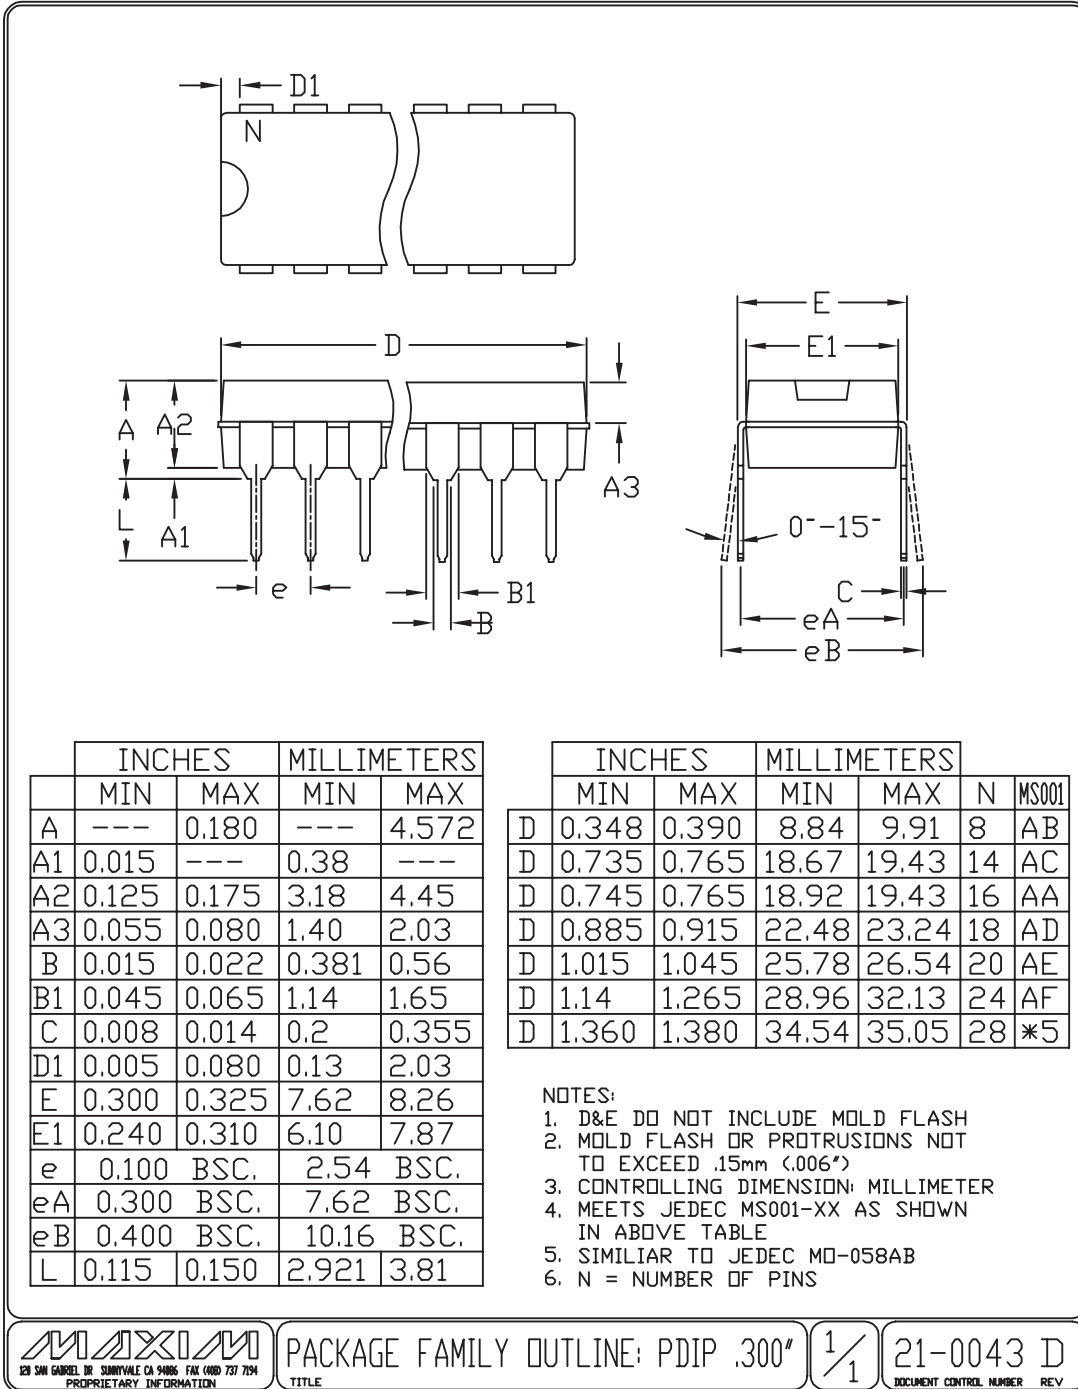 D1
N
D
E
E1
A
A2
A3
L
A1
0°-15°
e
B1
B
C
eA
eB
INCHES MILLIMETERS
MIN MAX MIN MAX
A --- 0.180 --- 4.572
A1 0.015 --- 0.38 ---
A2 0.125 0.175 3.18 4.45
A3 0.055 0.080 1.40 2.03
B 0.015 0.022 0.381 0.56
B1 0.045 0.065 1.14 1.65
C 0.008 0.014 0.2 0.355
D1 0.005 0.080 0.13 2.03
E 0.300 0.325 7.62 8.26
E1 0.240 0.310 6.10 7.87
e 0.100 BSC. 2.54 BSC.
eA 0.300 BSC. 7.62 BSC.
eB 0.400 BSC. 10.16 BSC.
L 0.115 0.150 2.921 3.81
INCHES MILLIMETERS
MIN MAX MIN MAX N MS001
D 0.348 0.390 8.84 9.91 8 AB
D 0.735 0.765 18.67 19.43 14 AC
D 0.745 0.765 18.92 19.43 16 AA
D 0.885 0.915 22.48 23.24 18 AD
D 1.015 1.045 25.78 26.54 20 AE
D 1.14 1.265 28.96 32.13 24 AF
D 1.360 1.380 34.54 35.05 28 *5
NOTES:
1. D&E DO NOT INCLUDE MOLD FLASH
2. MOLD FLASH OR PROTRUSIONS NOT
TO EXCEED .15mm (.006")
3. CONTROLLING DIMENSION: MILLIMETER
4. MEETS JEDEC MS001-XX AS SHOWN
IN ABOVE TABLE
5. SIMILIAR TO JEDEC MO-058AB
6. N = NUMBER OF PINS
MAXIM
120 SAN GABRIEL DR SUNNYVALE CA 94086 FAX (408) 737 7194
PROPRIETARY INFORMATION
PACKAGE FAMILY OUTLINE: PDIP .300"
TITLE
1/1
21-0043 D
DOCUMENT CONTROL NUMBER REV